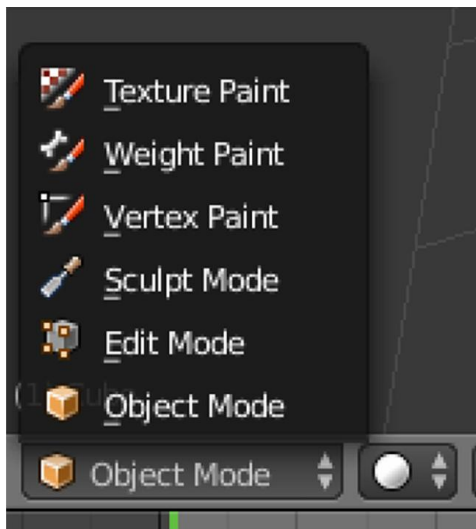 Texture Paint
Weight Paint
Vertex Paint
Sculpt Mode
Edit Mode
Object Mode
Object Mode